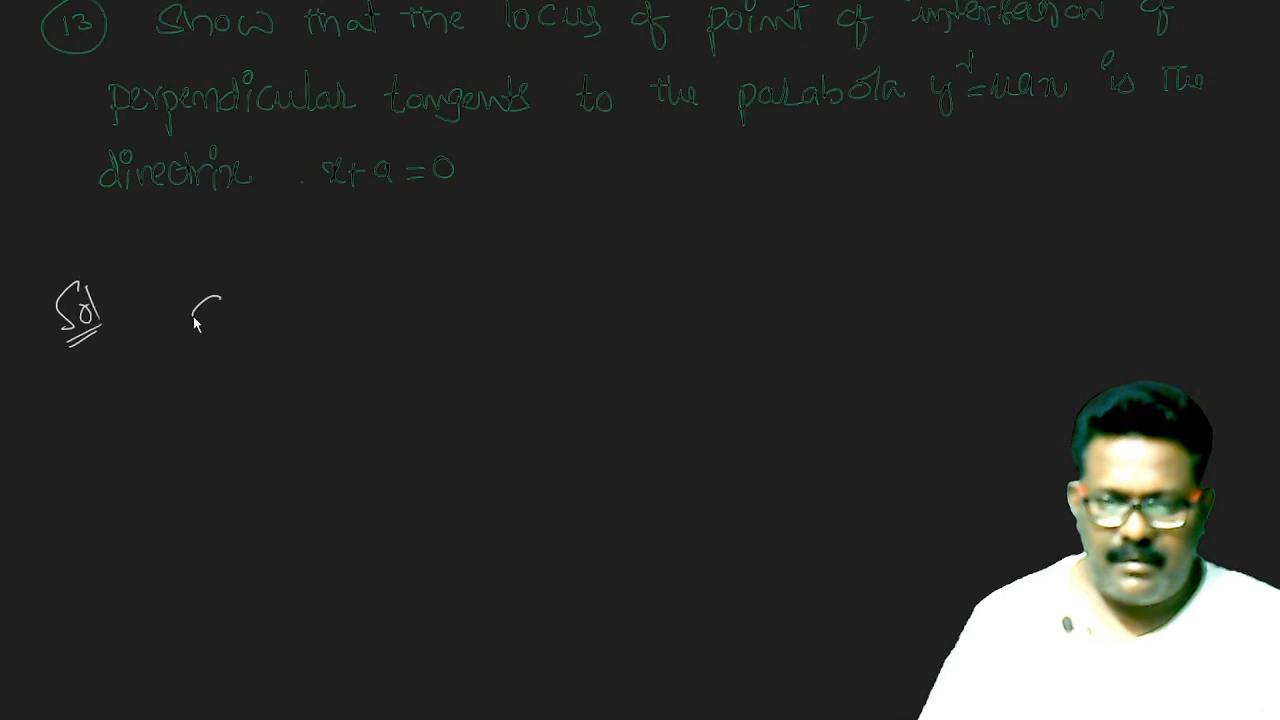 13 Show that the locus of point of intersection of
perpendicular tangents to the parabola y²=4ax is the
directrix x+a=0
Sol